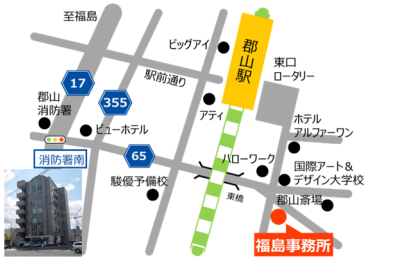 至福島
ビッグアイ
郡山駅
東口
ロータリー
17
駅前通り
355
郡山
消防署
アティ
ビューホテル
ホテル
アルファーワン
消防署南
65
ハローワーク
国際アート&
デザイン大学校
駿優予備校
東橋
郡山斎場
福島事務所